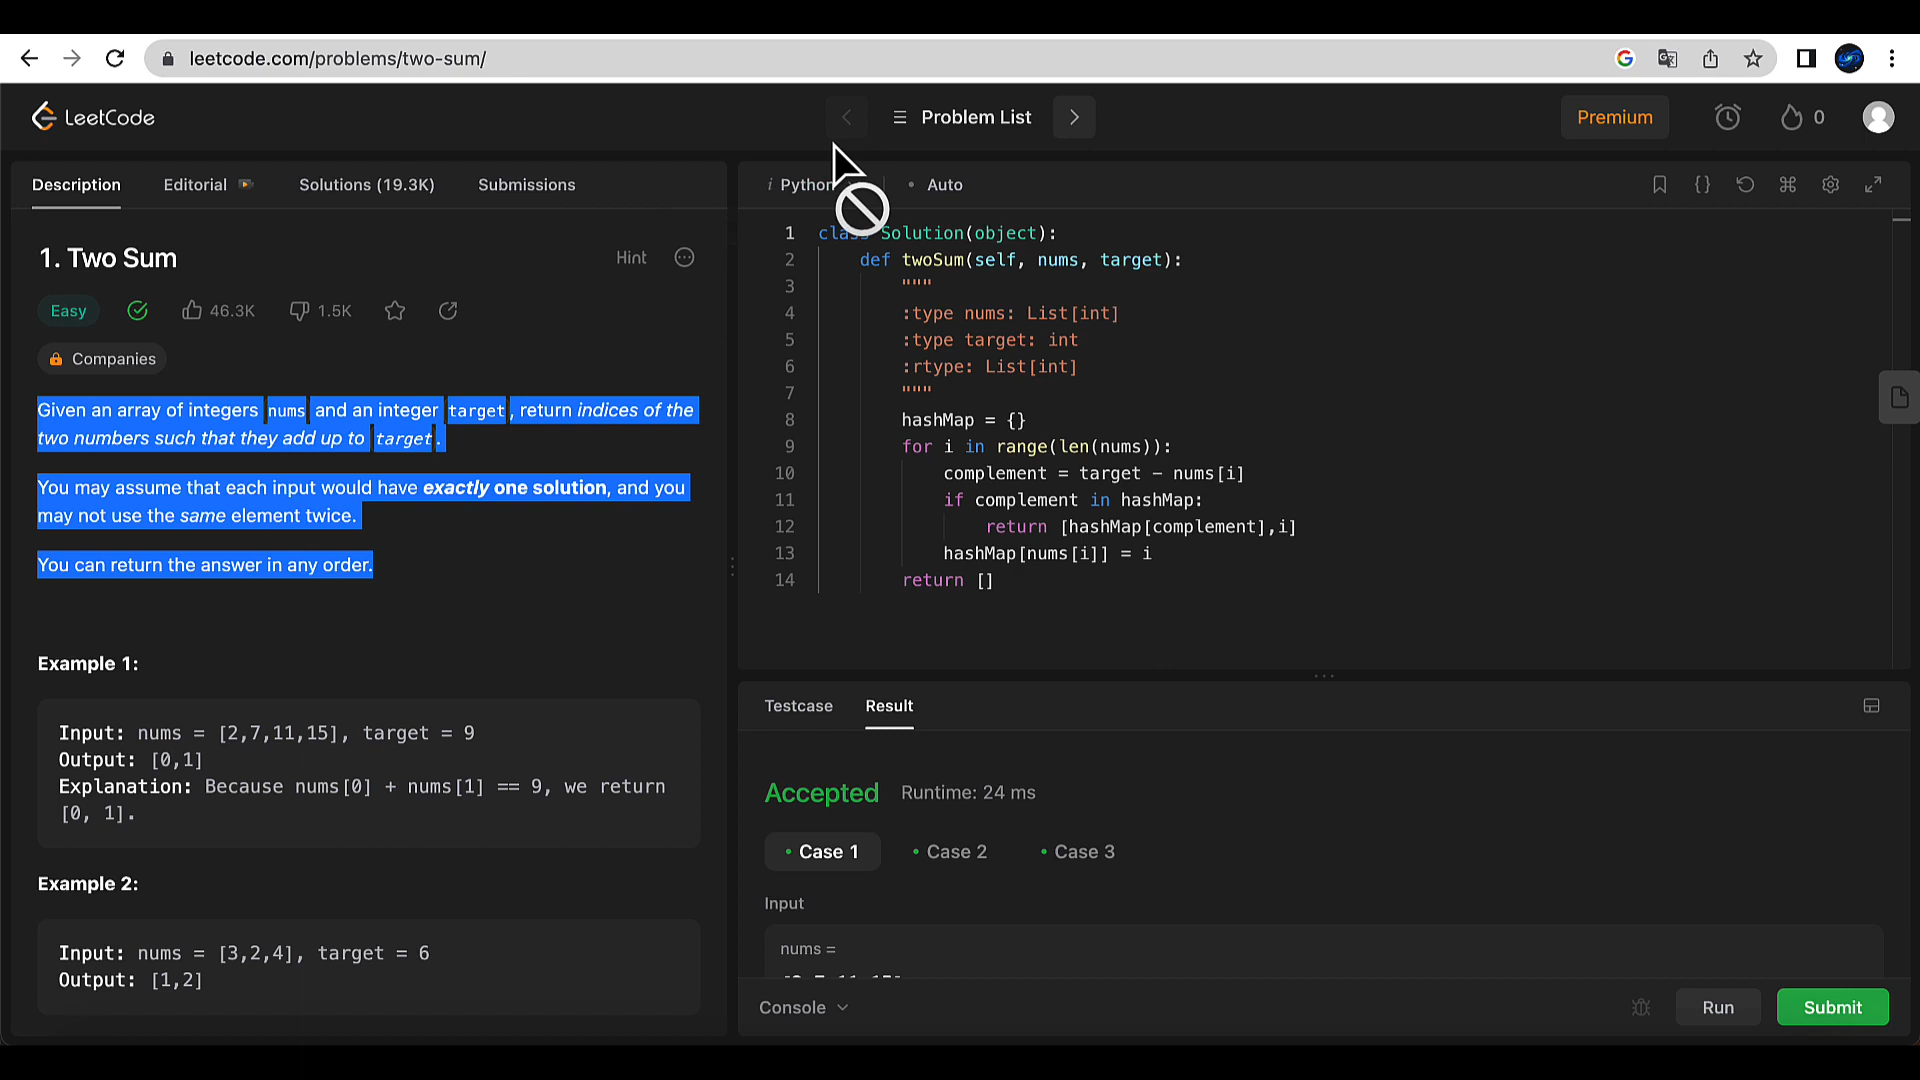 leetcode.com/problems/two-sum/
LeetCode
Problem List
Premium
0
Description
Editorial
Solutions (19.3K)
Submissions
1. Two Sum
Hint
Easy
46.3K
1.5K
Companies
Given an array of integers nums and an integer target, return indices of the
two numbers such that they add up to target.
You may assume that each input would have exactly one solution, and you
may not use the same element twice.
You can return the answer in any order.
Example 1:
Input: nums = [2,7,11,15], target = 9
Output: [0,1]
Explanation: Because nums[0] + nums[1] == 9, we return
[0, 1].
Example 2:
Input: nums = [3,2,4], target = 6
Output: [1,2]
i Python
• Auto
1 class Solution(object):
2 def twoSum(self, nums, target):
3 """
4 :type nums: List[int]
5 :type target: int
6 :rtype: List[int]
7 """
8 hashMap = {}
9 for i in range(len(nums)):
10 complement = target - nums[i]
11 if complement in hashMap:
12 return [hashMap[complement],i]
13 hashMap[nums[i]] = i
14 return []
Testcase
Result
Accepted
Runtime: 24 ms
• Case 1
• Case 2
• Case 3
Input
nums =
Console
Run
Submit